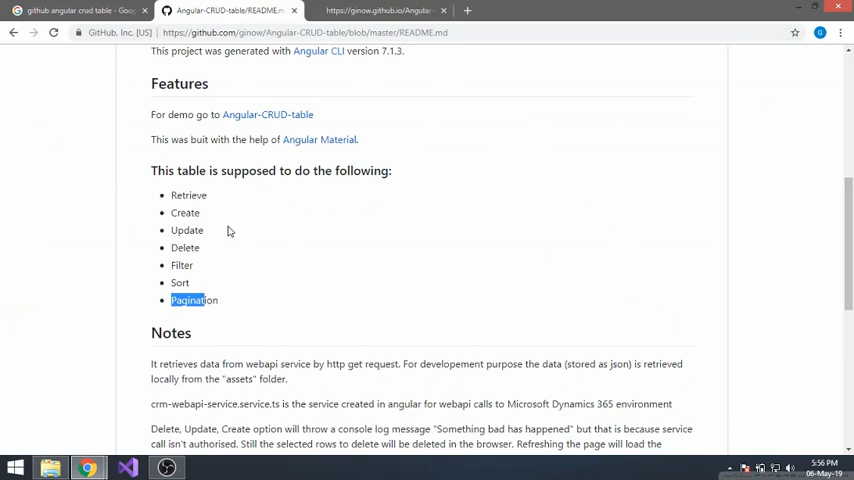 github angular crud table - Goog
Angular-CRUD-table/README.m
https://ginow.github.io/Angular-
GitHub, Inc. [US]
https://github.com/ginow/Angular-CRUD-table/blob/master/README.md
This project was generated with Angular CLI version 7.1.3.
Features
For demo go to Angular-CRUD-table
This was buit with the help of Angular Material.
This table is supposed to do the following:
Retrieve
Create
Update
Delete
Filter
Sort
Pagination
Notes
It retrieves data from webapi service by http get request. For developement purpose the data (stored as json) is retrieved
locally from the "assets" folder.
crm-webapi-service.service.ts is the service created in angular for webapi calls to Microsoft Dynamics 365 environment
Delete, Update, Create option will throw a console log message "Something bad has happened" but that is because service
call isn't authorised. Still the selected rows to delete will be deleted in the browser. Refreshing the page will load the
5:56 PM
06-May-19